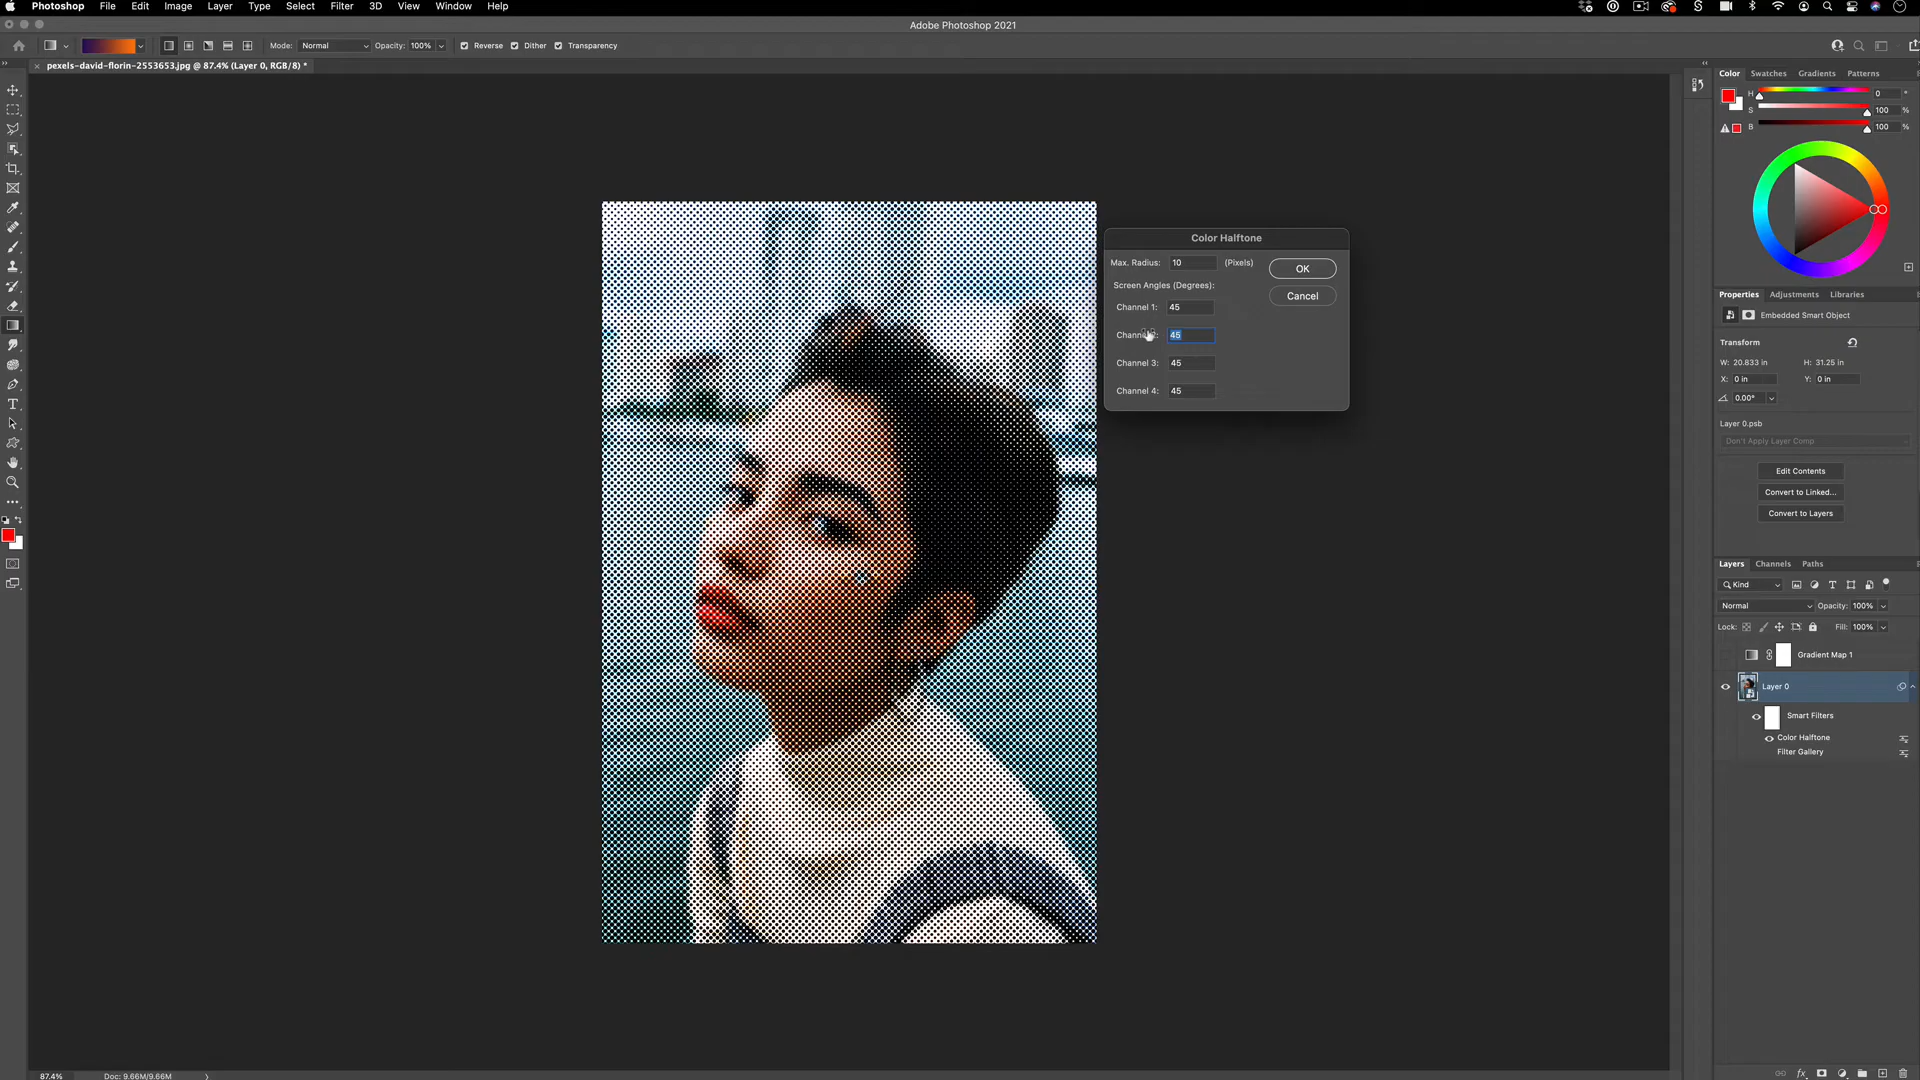 Photoshop File Edit Image Layer Type Select Filter 3D View Window Help
Adobe Photoshop 2021
Mode: Normal Opacity: 100% Reverse Dither Transparency
pexels-david-florin-2553653.jpg @ 87.4% (Layer 0, RGB/8) *
Color Swatches Gradients Patterns
H 0 °
S 100 %
B 100 %
Color Halftone
Max. Radius: 10 (Pixels) OK
Screen Angles (Degrees):
Cancel
Channel 1: 45
Channel 2: 45
Channel 3: 45
Channel 4: 45
Properties Adjustments Libraries
Embedded Smart Object
Transform
W: 20.833 in H: 31.25 in
X: 0 in Y: 0 in
0.00°
Layer 0.psb
Don't Apply Layer Comp
Edit Contents
Convert to Linked...
Convert to Layers
Layers Channels Paths
Kind
Normal Opacity: 100%
Lock: Fill: 100%
Gradient Map 1
Layer 0
Smart Filters
Color Halftone
Filter Gallery
87.4% Doc: 9.66M/9.66M